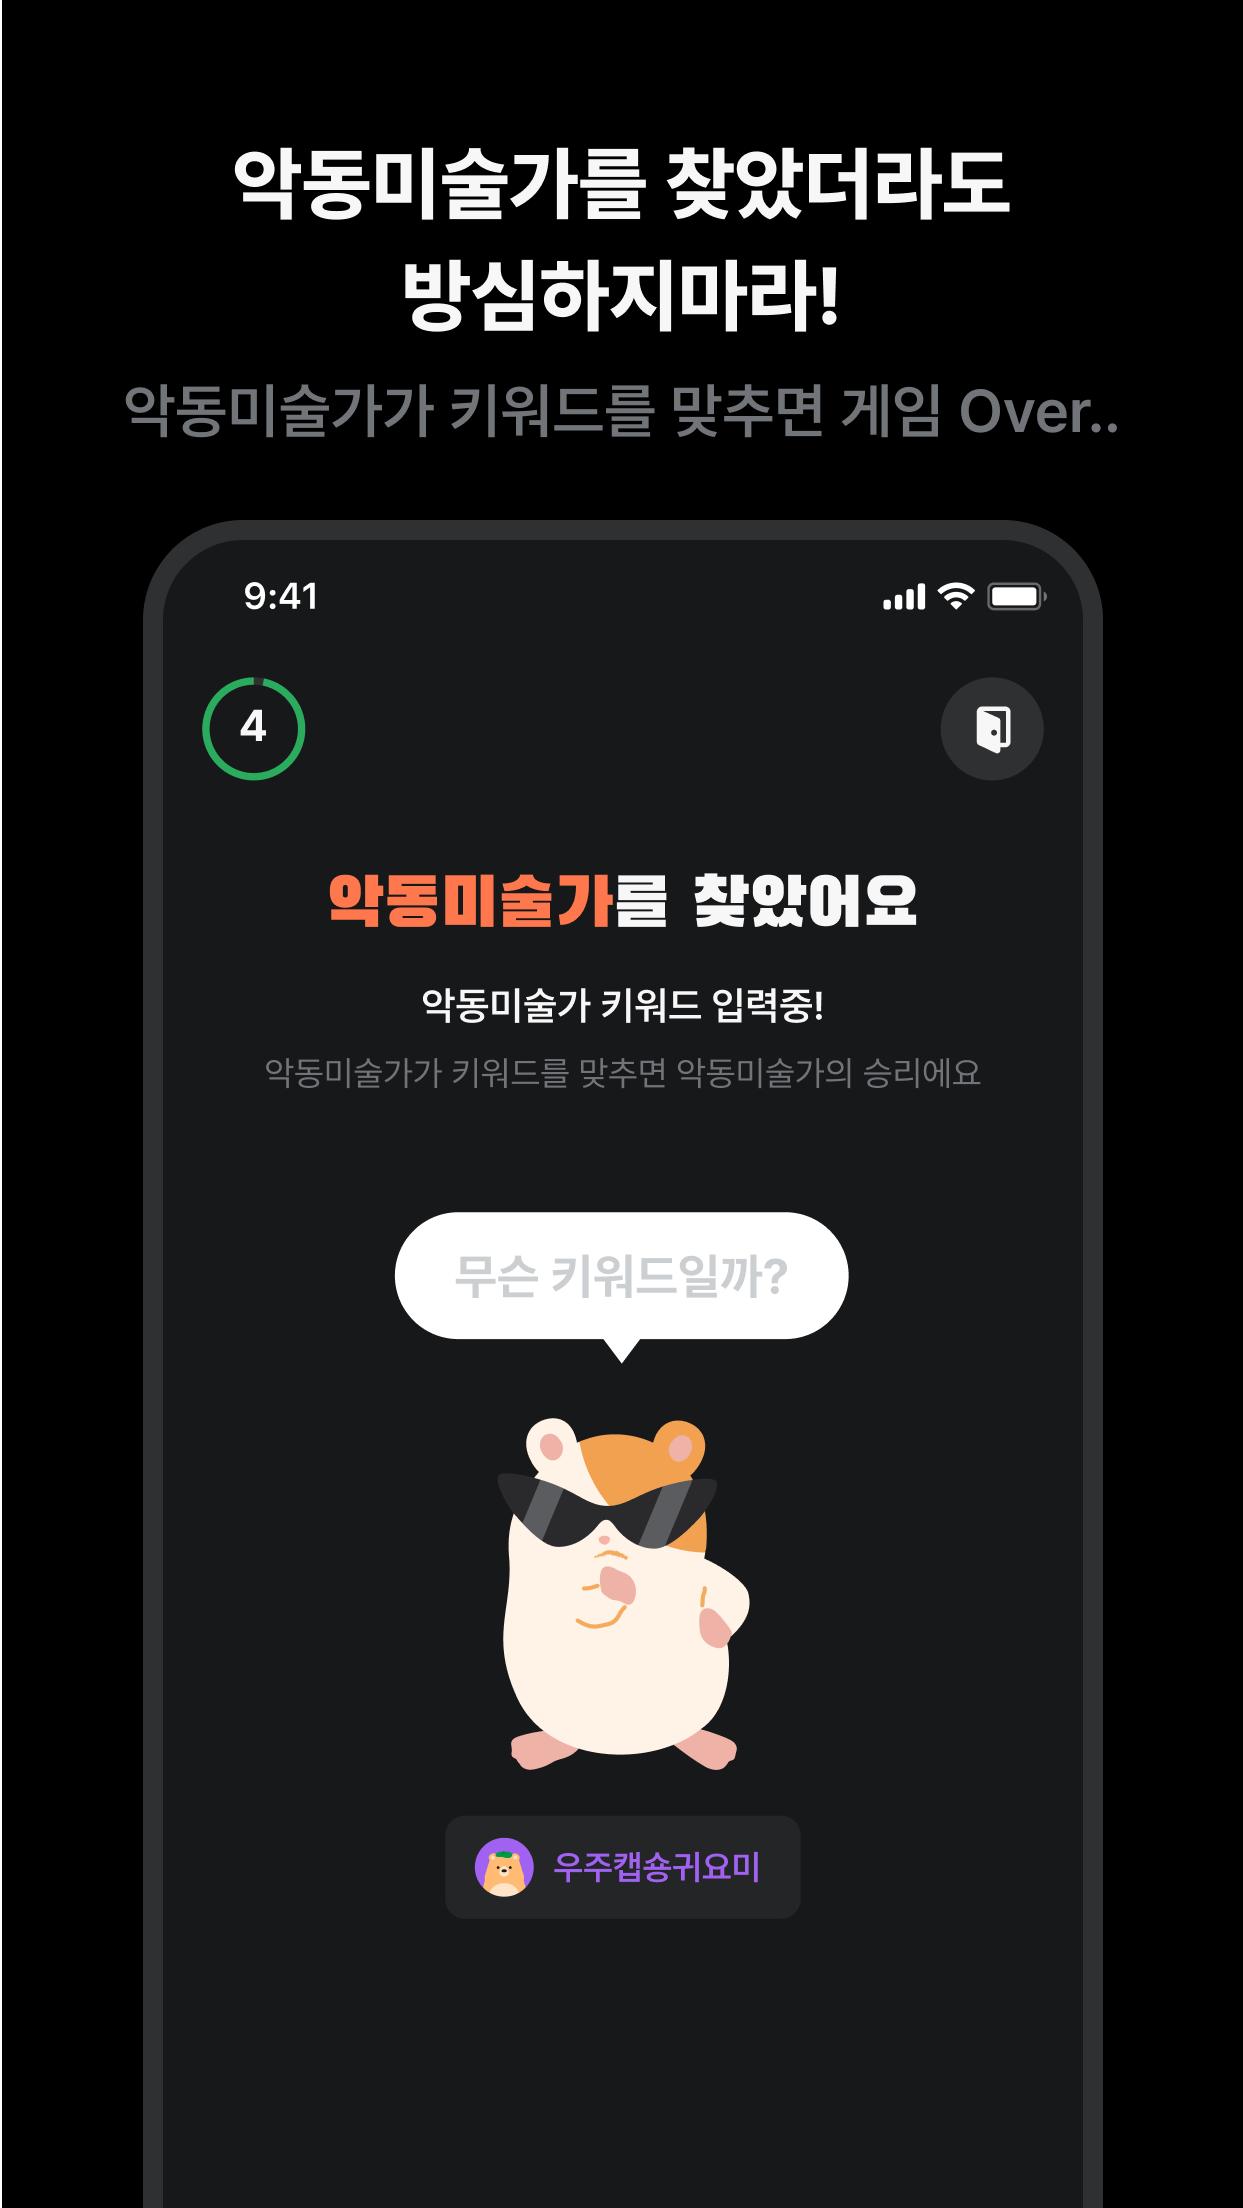 악동미술가를 찾았더라도
방심하지마라!
악동미술가가 키워드를 맞추면 게임 Over..
9:41
4
악동미술가를 찾았어요
악동미술가 키워드 입력중!
악동미술가가 키워드를 맞추면 악동미술가의 승리에요
무슨 키워드일까?
우주캡숑귀요미